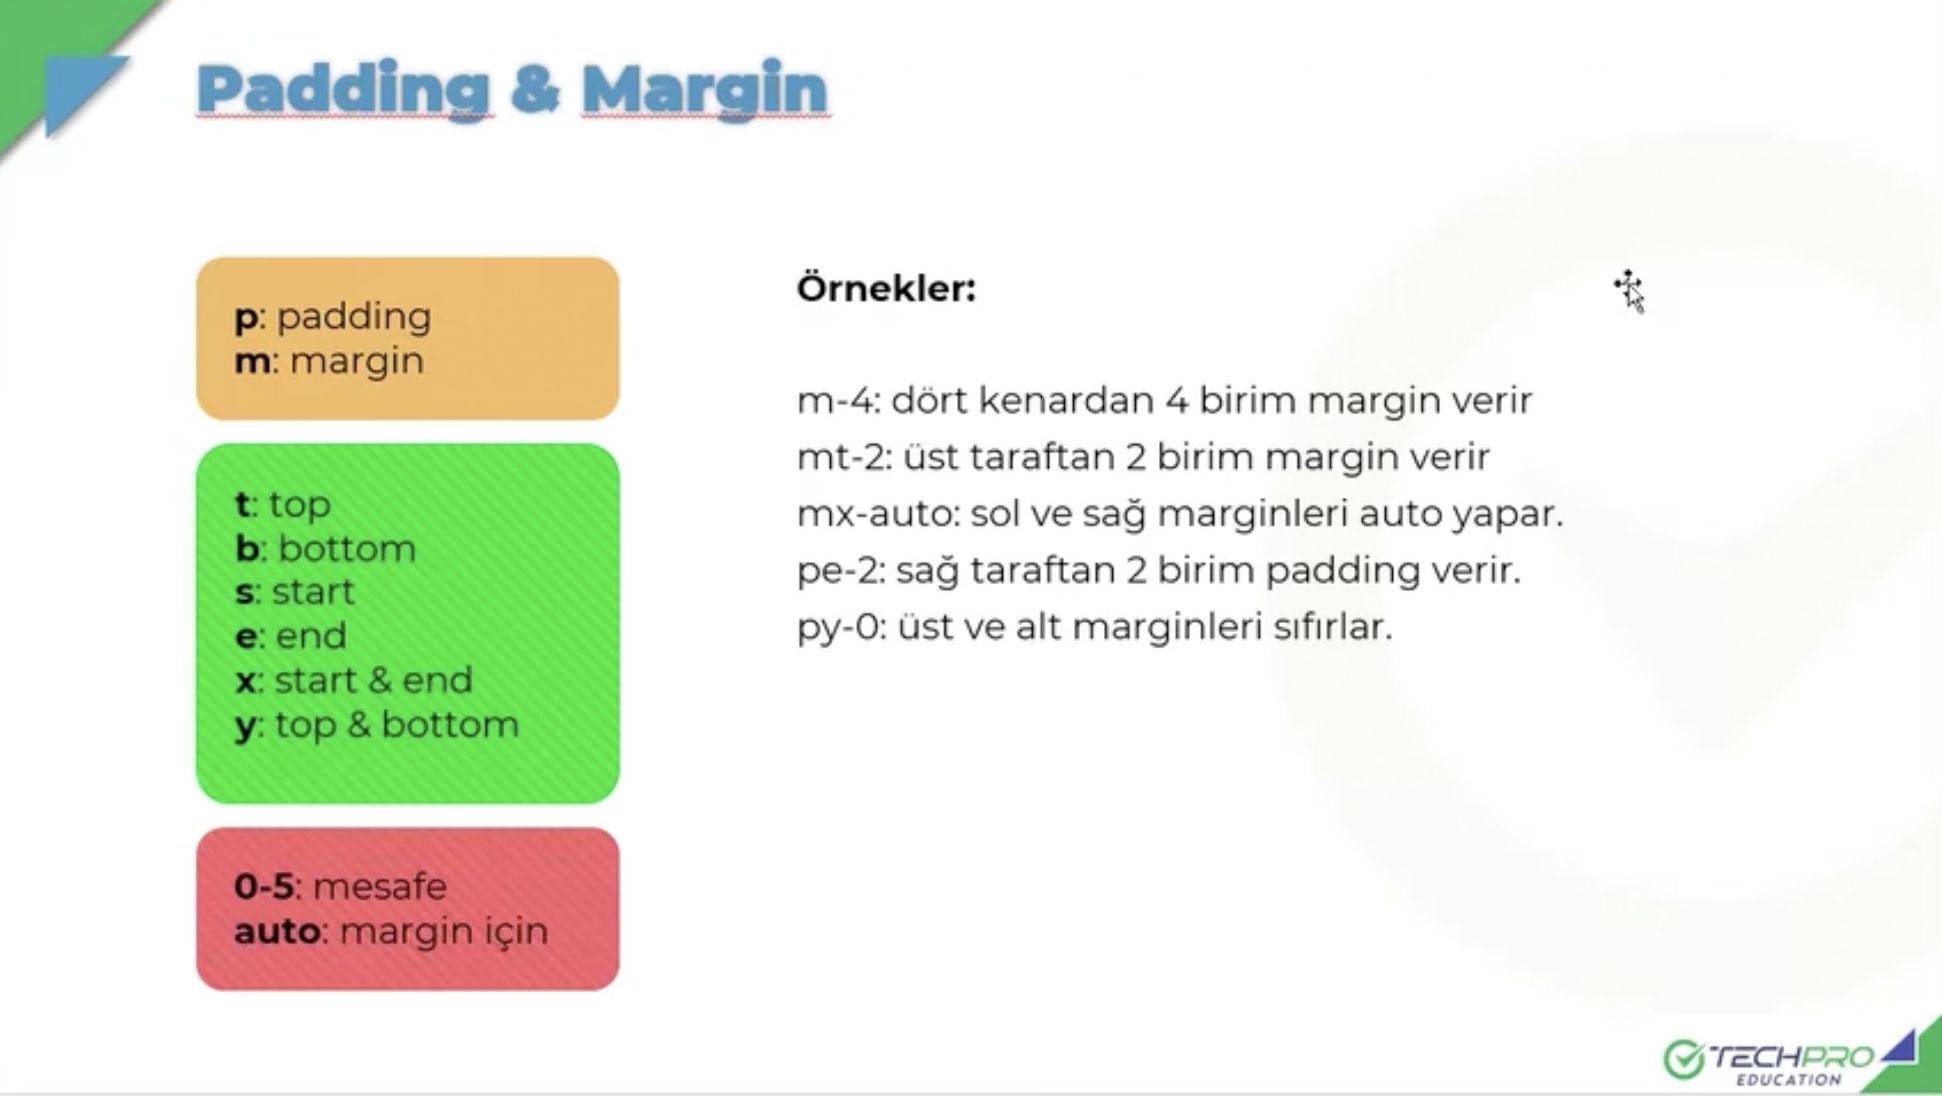 Padding & Margin
p: padding
m: margin
t: top
b: bottom
s: start
e: end
x: start & end
y: top & bottom
0-5: mesafe
auto: margin için
Örnekler:
m-4: dört kenardan 4 birim margin verir
mt-2: üst taraftan 2 birim margin verir
mx-auto: sol ve sağ marginleri auto yapar.
pe-2: sağ taraftan 2 birim padding verir.
py-0: üst ve alt marginleri sıfırlar.
TECHPRO
EDUCATION